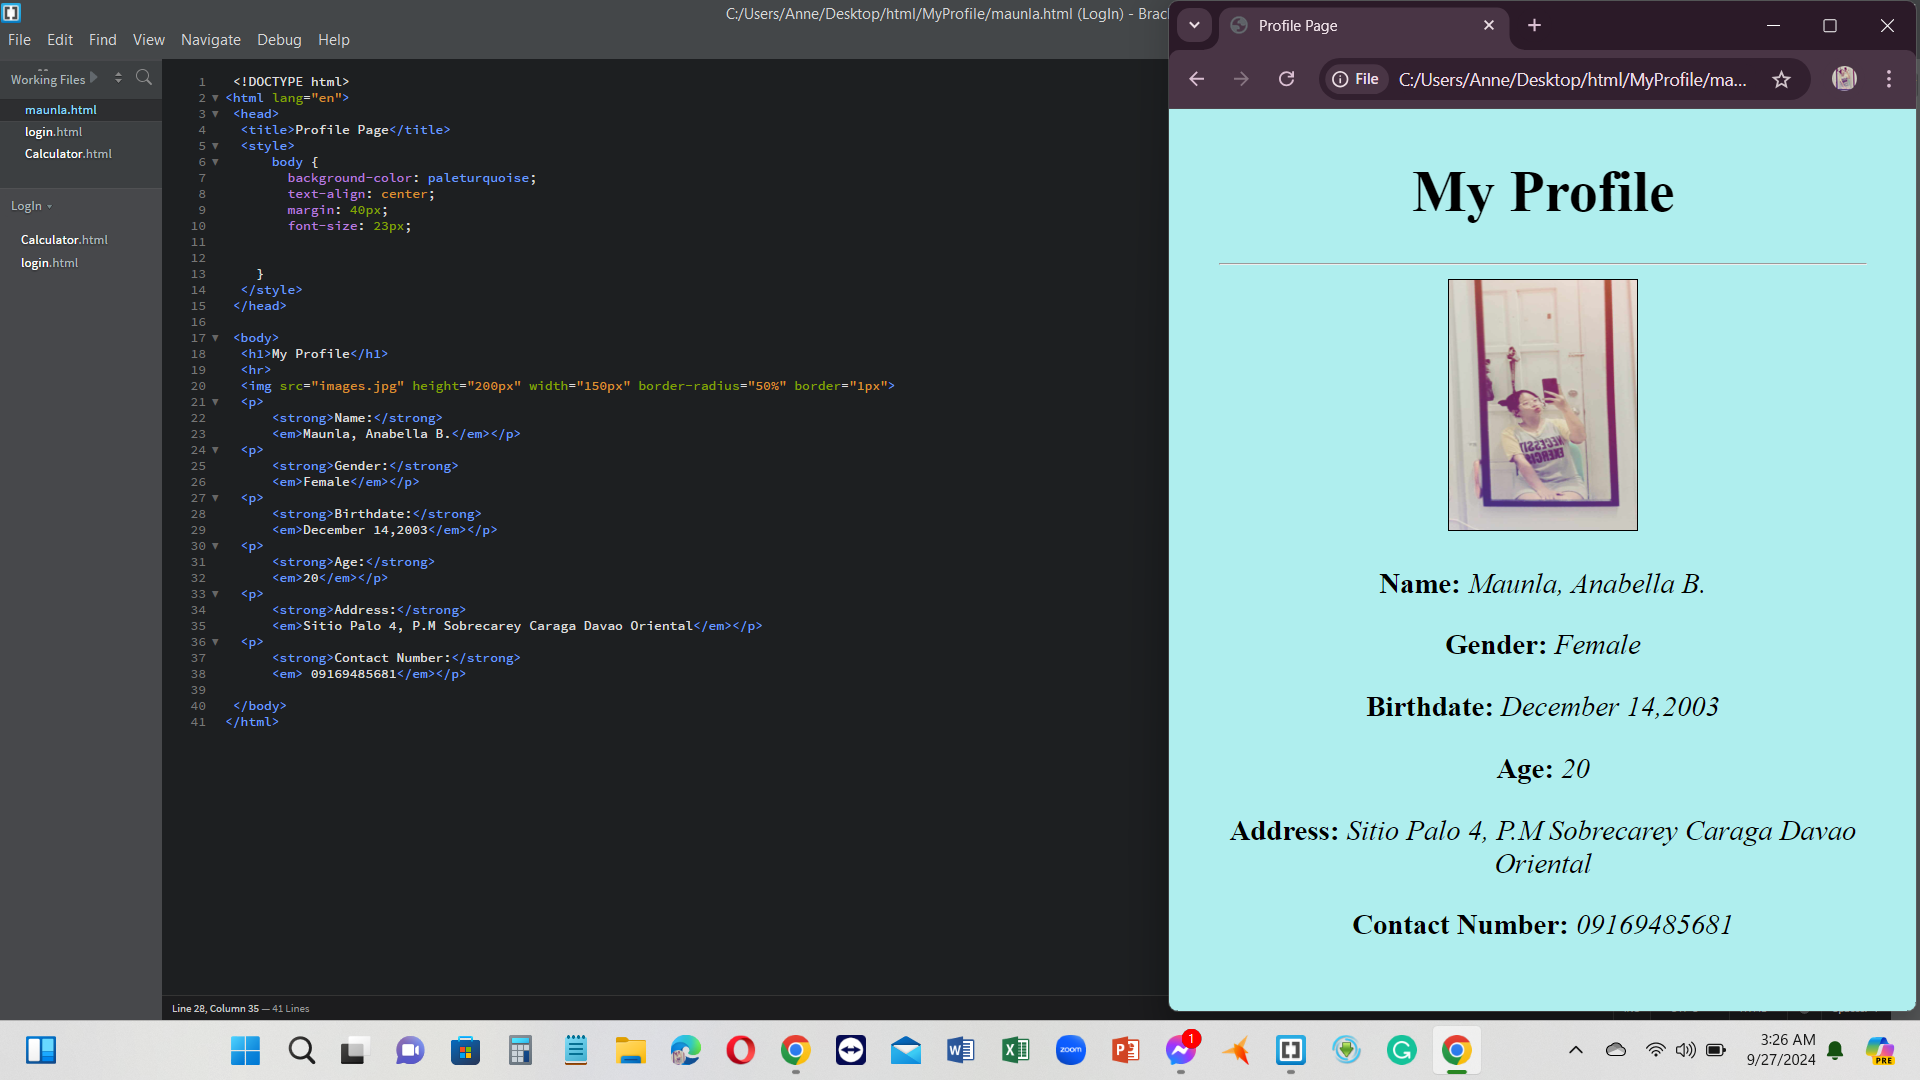 C:/Users/Anne/Desktop/html/MyProfile/maunla.html (LogIn) - Brac
File Edit Find View Navigate Debug Help
Working Files
maunla.html
login.html
Calculator.html
LogIn
Calculator.html
login.html
1 <!DOCTYPE html>
2 <html lang="en">
3 <head>
4 <title>Profile Page</title>
5 <style>
6 body {
7 background-color: paleturquoise;
8 text-align: center;
9 margin: 40px;
10 font-size: 23px;
11
12
13 }
14 </style>
15 </head>
16
17 <body>
18 <h1>My Profile</h1>
19 <hr>
20 <img src="images.jpg" height="200px" width="150px" border-radius="50%" border="1px">
21 <p>
22 <strong>Name:</strong>
23 <em>Maunla, Anabella B.</em></p>
24 <p>
25 <strong>Gender:</strong>
26 <em>Female</em></p>
27 <p>
28 <strong>Birthdate:</strong>
29 <em>December 14,2003</em></p>
30 <p>
31 <strong>Age:</strong>
32 <em>20</em></p>
33 <p>
34 <strong>Address:</strong>
35 <em>Sitio Palo 4, P.M Sobrecarey Caraga Davao Oriental</em></p>
36 <p>
37 <strong>Contact Number:</strong>
38 <em> 09169485681</em></p>
39
40 </body>
41 </html>
Line 28, Column 35 — 41 Lines
Profile Page
File C:/Users/Anne/Desktop/html/MyProfile/ma...
My Profile
Name: Maunla, Anabella B.
Gender: Female
Birthdate: December 14,2003
Age: 20
Address: Sitio Palo 4, P.M Sobrecarey Caraga Davao
Oriental
Contact Number: 09169485681
zoom
1
3:26 AM
9/27/2024
PRE